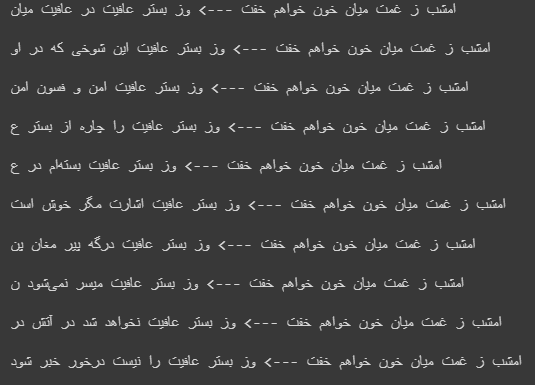 امشب ز غمت میان خون خواهم خفت ---> وز بستر عافیت در عافیت میان
امشب ز غمت میان خون خواهم خفت ---> وز بستر عافیت این شوخی که در او
امشب ز غمت میان خون خواهم خفت ---> وز بستر عافیت امن و فسون امن
امشب ز غمت میان خون خواهم خفت ---> وز بستر عافیت را چاره از بستر ع
امشب ز غمت میان خون خواهم خفت ---> وز بستر عافیت بسته‌ام در ع
امشب ز غمت میان خون خواهم خفت ---> وز بستر عافیت اشارت مگر خوش است
امشب ز غمت میان خون خواهم خفت ---> وز بستر عافیت درگه پیر مغان پن
امشب ز غمت میان خون خواهم خفت ---> وز بستر عافیت میسر نمی‌شود ن
امشب ز غمت میان خون خواهم خفت ---> وز بستر عافیت نخواهد شد در آتش در
امشب ز غمت میان خون خواهم خفت ---> وز بستر عافیت را نیست درخور خبر شود